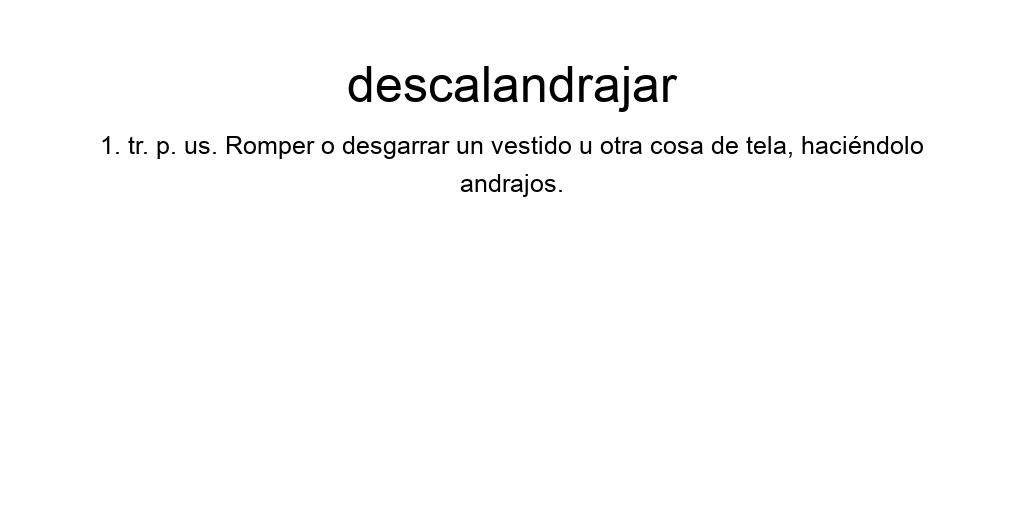 descalandrajar
1. tr. p. us. Romper o desgarrar un vestido u otra cosa de tela, haciéndolo
andrajos.